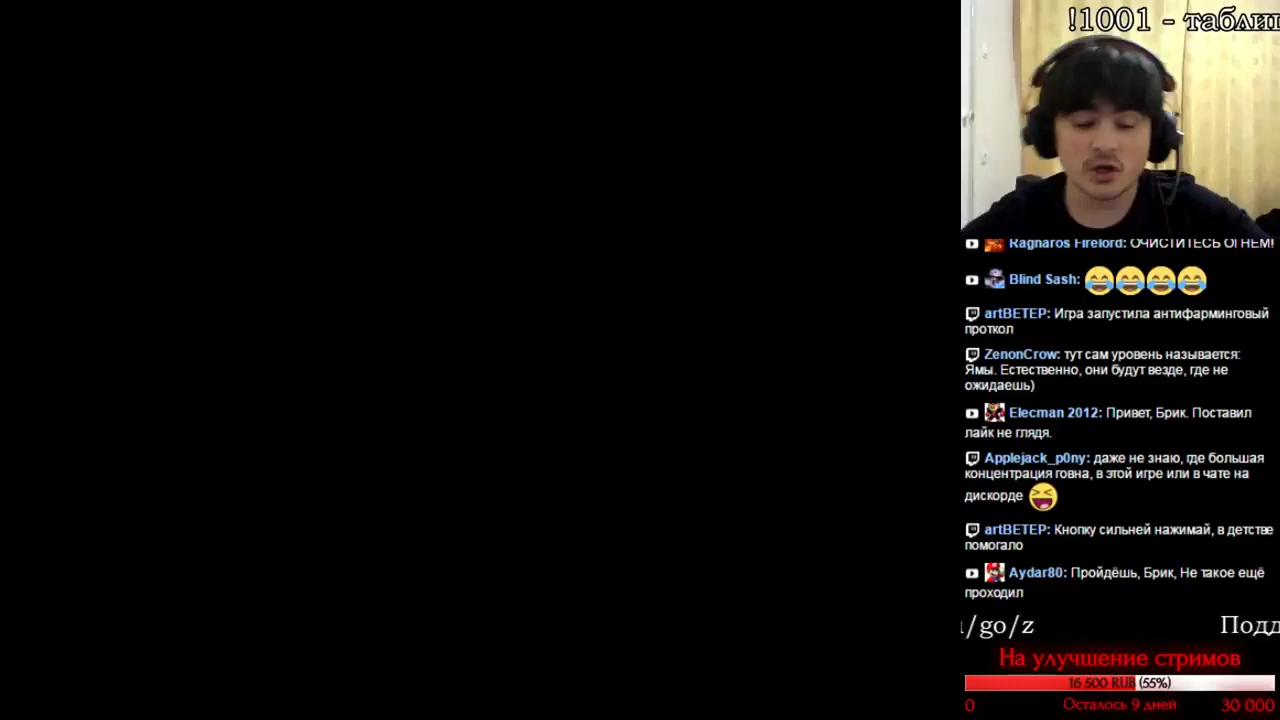 !1001 - табли
Ragnaros Firelord: ОЧИСТИТЕСЬ ОГНЕМ!
Blind Sash: 😂😂😂😂
artBETEP: Игра запустила антифарминговый
проткол
ZenonCrow: тут сам уровень называется:
Ямы. Естественно, они будут везде, где не
ожидаешь)
Elecman 2012: Привет, Брик. Поставил
лайк не глядя.
Applejack_p0ny: даже не знаю, где большая
концентрация говна, в этой игре или в чате на
дискорде 😆
artBETEP: Кнопку сильней нажимай, в детстве
помогало
Aydar80: Пройдёшь, Брик, Не такое ещё
проходил
/go/z
Подд
На улучшение стримов
16 500 RUB (55%)
0
Осталось 9 дней
30 000